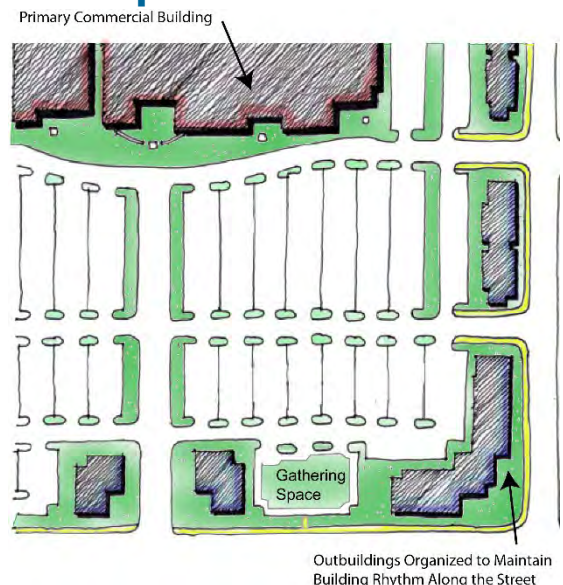 Primary Commercial Building
Gathering
Space
Outbuildings Organized to Maintain
Building Rhythm Along the Street